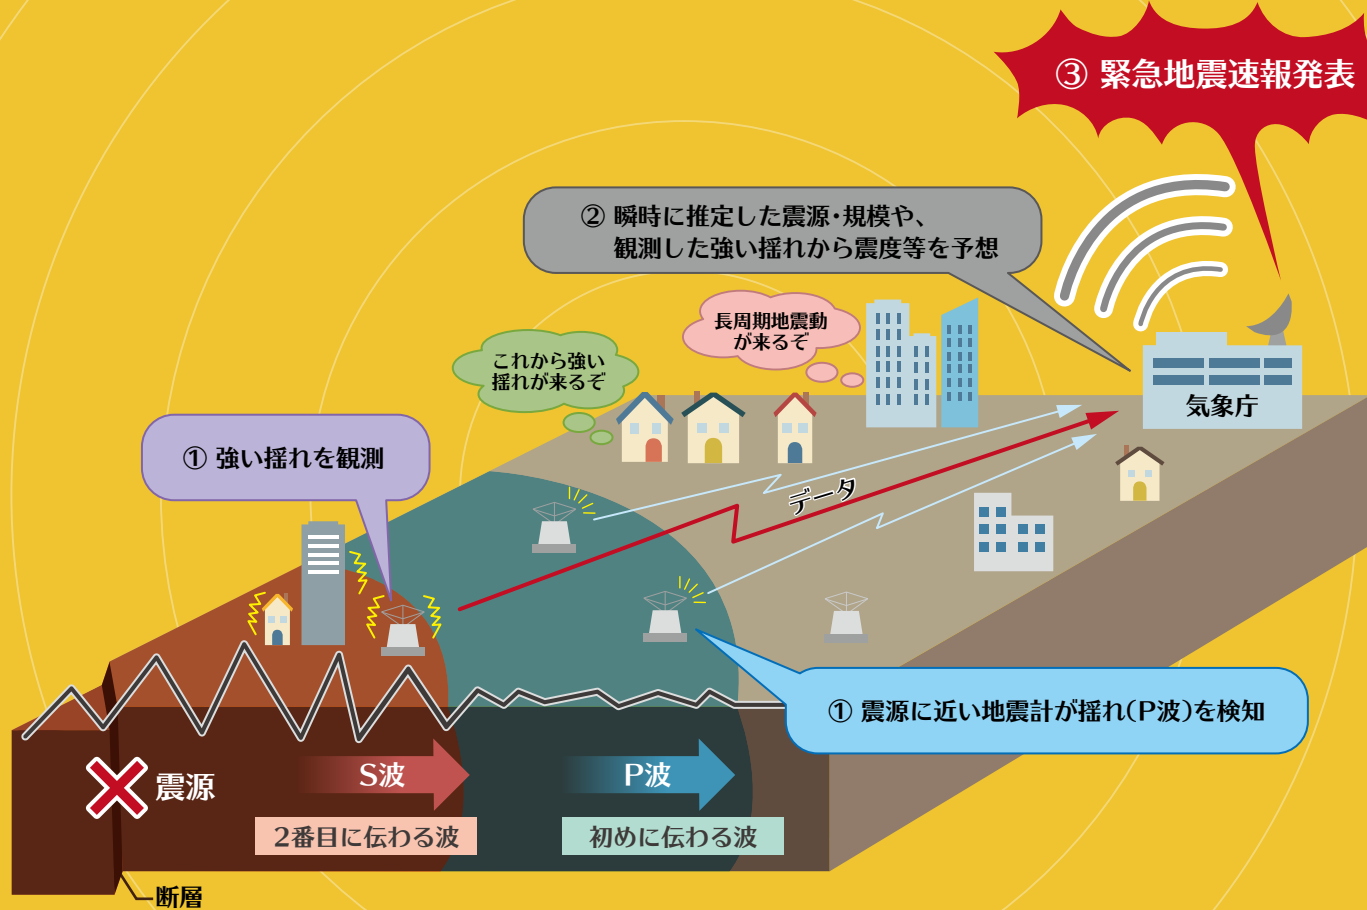 ③ 緊急地震速報発表
② 瞬時に推定した震源・規模や、
観測した強い揺れから震度等を予想
長周期地震動
が来るぞ
これから強い
揺れが来るぞ
気象庁
① 強い揺れを観測
データ
① 震源に近い地震計が揺れ(P波)を検知
震源
S波
P波
2番目に伝わる波
初めに伝わる波
断層